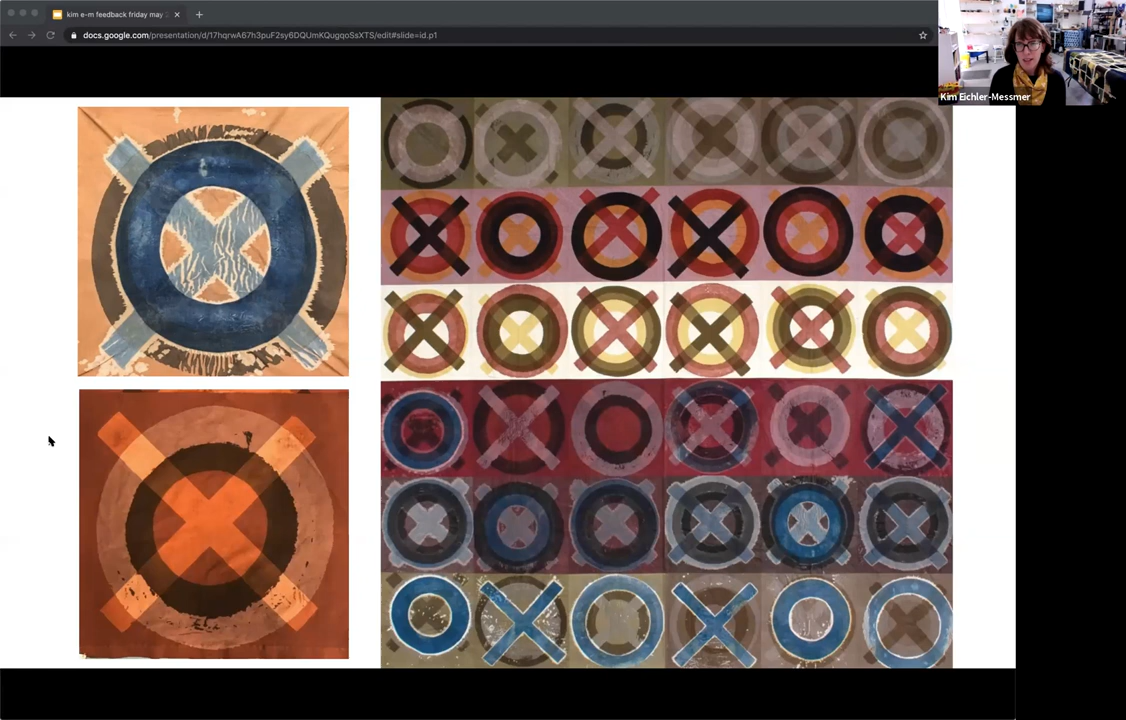 kim e-m feedback friday may
docs.google.com/presentation/d/17hqrwA67h3puF2sy6DQUmKQugqoSsXTS/edit#slide=id.p1
Kim Eichler-Messmer